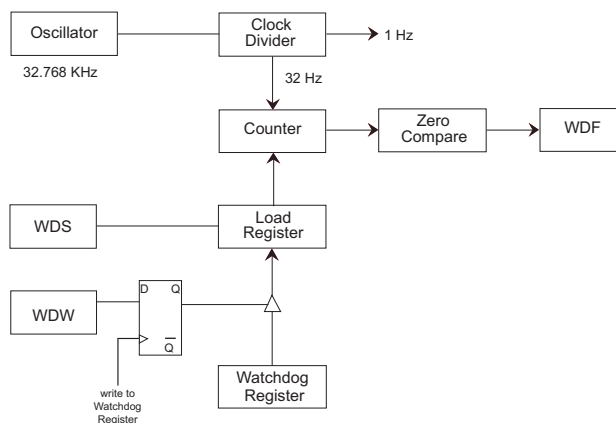 Oscillator
Clock
Divider
1 Hz
32.768 KHz
32 Hz
Counter
Zero
Compare
WDF
WDS
Load
Register
WDW
D
Q
Q
Watchdog
Register
write to
Watchdog
Register